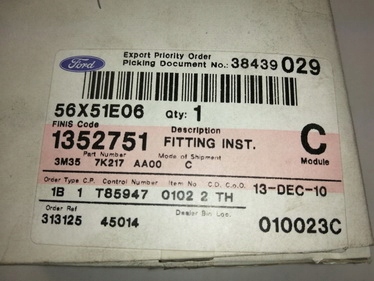 Export Priority Order
Ford Picking Document No.: 38439 029
56X51E06 Qty: 1
FINIS Code Description
1352751 FITTING INST. C
Part Number Mode of Shipment Module
3M35 7K217 AA00 C
Order Type C.P. Control Number Item No C.D. C.o.O. 13-DEC-10
1B 1 T85947 0102 2 TH
Order Ref Dealer Bin Loc.
313125 45014 010023C